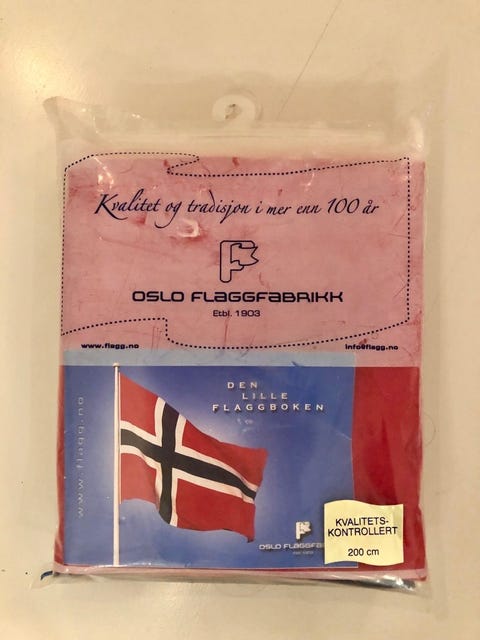 Kvalitet og tradisjon i mer enn 100 år
OSLO FLAGGFABRIKK
Etbl. 1903
www.flagg.no
info@flagg.no
www.flagg.no
DEN
LILLE
FLAGGBOKEN
OSLO FLAGGFA
KVALITETS-
KONTROLLERT
200 cm